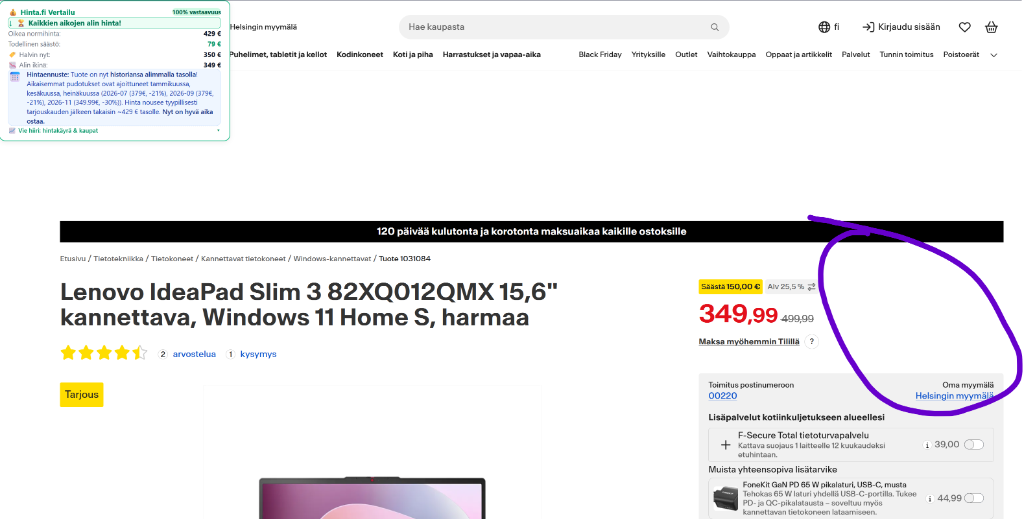 Hinta.fi Vertailu 100% vastaavuus
Kaikkien aikojen alin hinta!
Oikea normihinta: 429 €
Todellinen säästö: 79 €
Halvin nyt: 350 €
Alin ikinä: 349 €
Hintaennuste: Tuote on nyt historiansa alimmalla tasolla!
Aikaisemmat pudotukset ovat ajoittuneet tammikuussa,
kesäkuussa, heinäkuussa (2026-07 (379€, -21%), 2026-09 (379€,
-21%), 2026-11 (349.99€, -30%)). Hinta nousee tyypillisesti
tarjouskauden jälkeen takaisin ~429 € tasolle. Nyt on hyvä aika
ostaa.
Vie hiiri: hintakäyrä & kaupat
Helsingin myymälä
Hae kaupasta
fi
Kirjaudu sisään
Puhelimet, tabletit ja kellot Kodinkoneet Koti ja piha Harrastukset ja vapaa-aika Black Friday Yrityksille Outlet Vaihtokauppa Oppaat ja artikkelit Palvelut Tunnin toimitus Poistoerät
120 päivää kulutonta ja korotonta maksuaikaa kaikille ostoksille
Etusivu / Tietotekniikka / Tietokoneet / Kannettavat tietokoneet / Windows-kannettavat / Tuote 1031084
Lenovo IdeaPad Slim 3 82XQ012QMX 15,6"
kannettava, Windows 11 Home S, harmaa
2 arvostelua 1 kysymys
Tarjous
Säästä 150,00 € Alv 25,5 %
349,99 499,99
Maksa myöhemmin Tilillä ?
Toimitus postinumeroon Oma myymälä
00220 Helsingin myymälä
Lisäpalvelut kotiinkuljetukseen alueellesi
F-Secure Total tietoturvapalvelu
Kattava suojaus 1 laitteelle 12 kuukaudeksi
etuhintaan.
39,00
Muista yhteensopiva lisätarvike
FoneKit GaN PD 65 W pikalaturi, USB-C, musta
Tehokas 65 W laturi yhdellä USB-C-portilla. Tukee
PD- ja QC-pikalatausta – soveltuu myös
kannettavan tietokoneen lataamiseen.
44,99